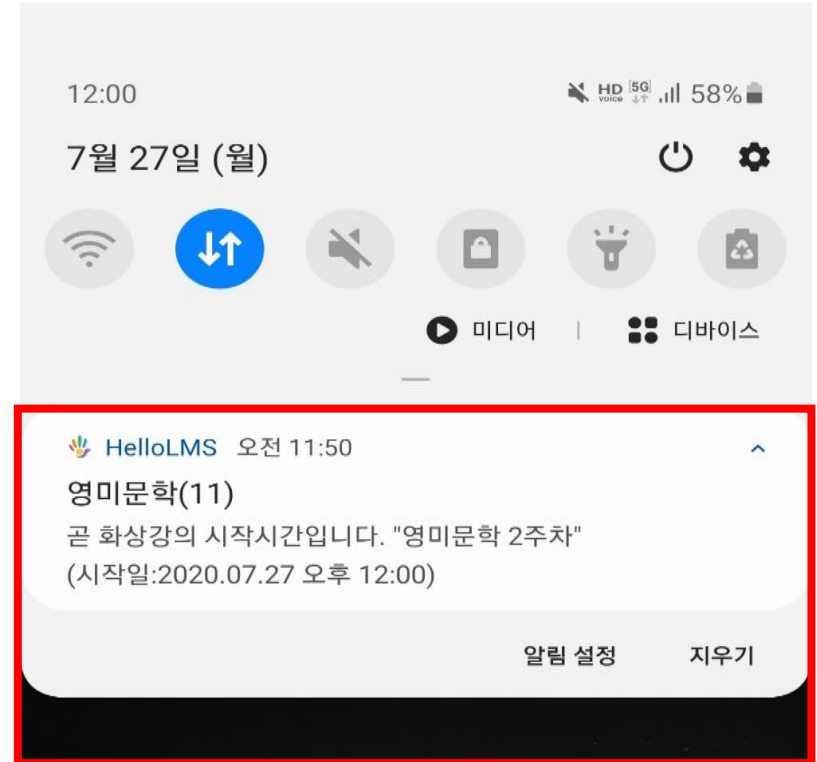 12:00 HD voice 5G 58%
7월 27일 (월)
미디어 | 디바이스
HelloLMS 오전 11:50
영미문학(11)
곧 화상강의 시작시간입니다. "영미문학 2주차"
(시작일:2020.07.27 오후 12:00)
알림 설정 지우기